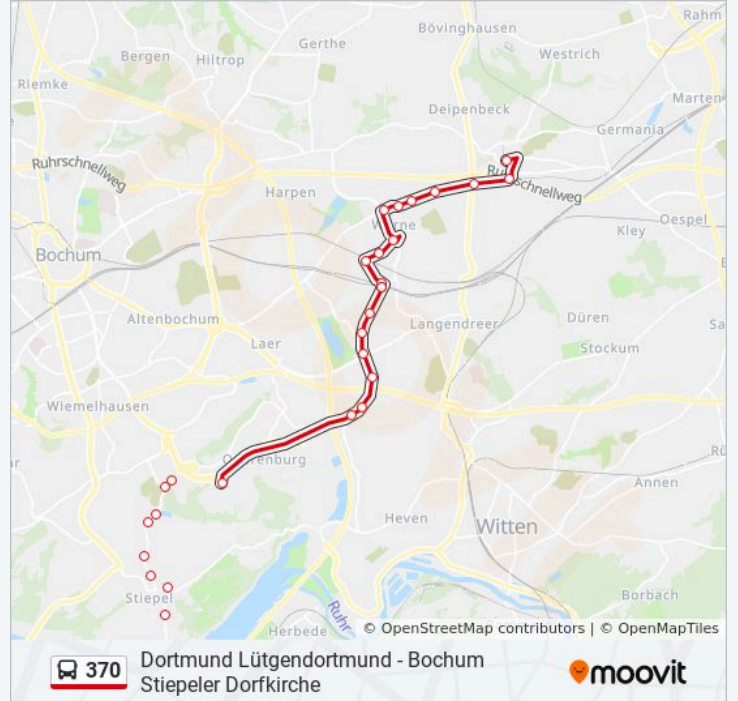 Rahm
Bövinghausen
Gerthe
Westrich
Bergen
Hiltrop
Riemke
Marten
Deipenbeck
Germania
Ruhrschnellweg
Ruhrschnellweg
Harpen
Werne
Oespel
Kley
Bochum
Düren
Altenbochum
Langendreer
Sa
Laer
Stockum
Wiemelhausen
Rü
Querenburg
Annen
Heven
Witten
Stiepel
Borbach
Ruhr
Herbede
© OpenStreetMap contributors | © OpenMapTiles
370
Dortmund Lütgendortmund - Bochum
Stiepeler Dorfkirche
moovit